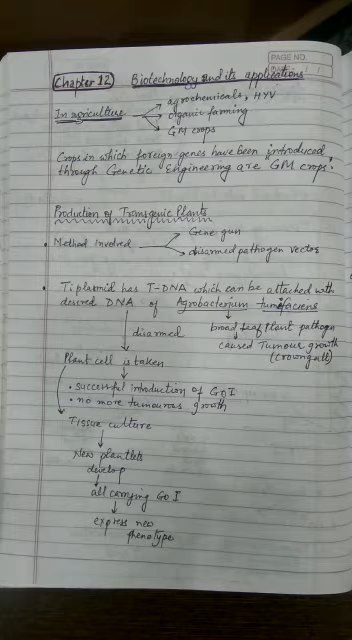 PAGE NO.
Chapter 12) Biotechnology and its applications
In agriculture → agrochemicals, HYV
→ organic farming
→ GM crops
Crops in which foreign genes have been introduced
through Genetic Engineering are GM crops.
Production of Transgenic Plants
• Method involved → Gene gun
→ disarmed pathogen vector
• Ti plasmid has T-DNA which can be attached with
desired DNA of Agrobacterium tumifaciens
disarmed
broad leaf plant pathogen
caused Tumour growth
(crown gall)
Plant cell is taken
• successful introduction of GoI
• no more tumourous growth
Tissue culture
New plantlets
develop
all carrying GoI
express new
phenotype